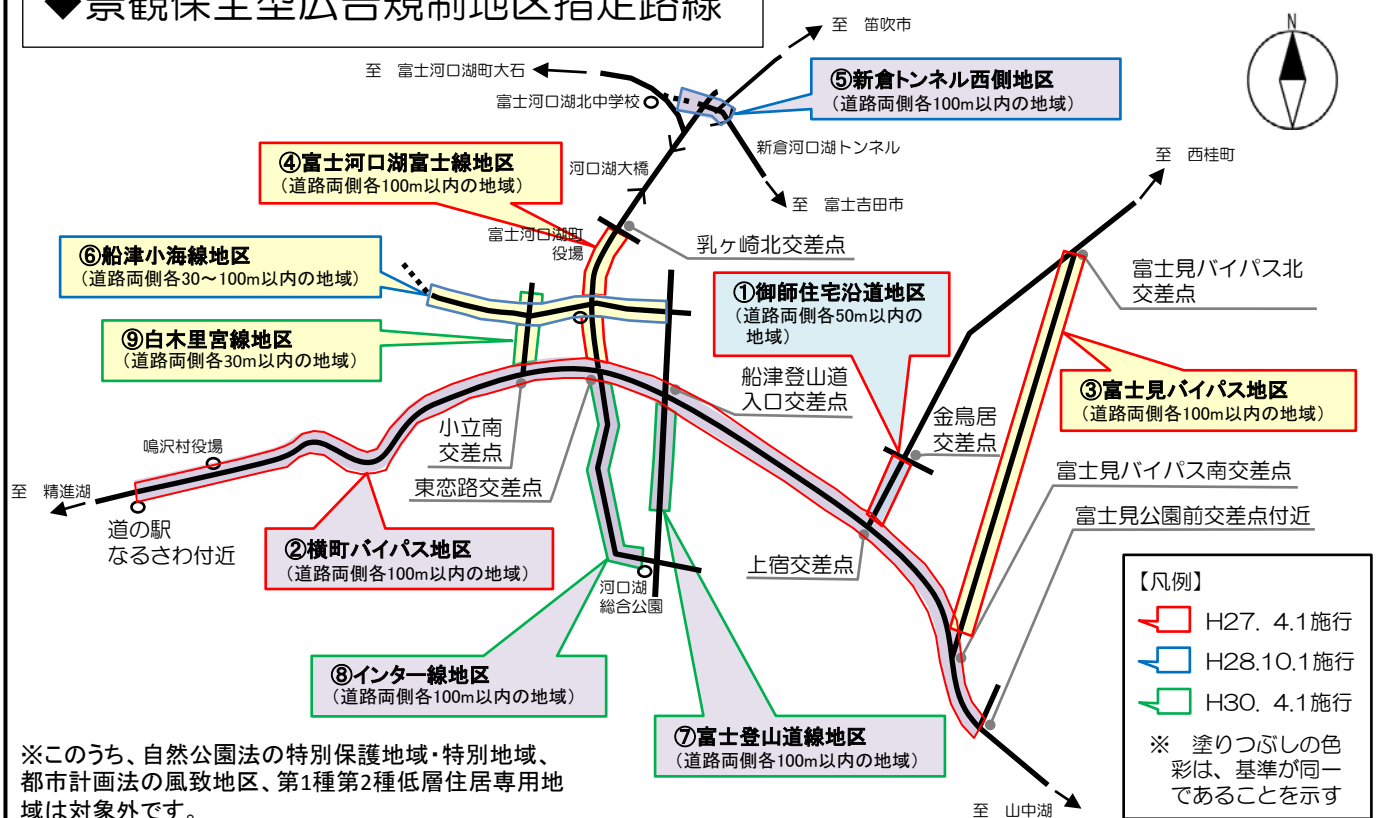 ◆景観保全型広告規制地区指定路線
N
至 笛吹市
至 富士河口湖町大石
富士河口湖北中学校
⑤新倉トンネル西側地区
(道路両側各100m以内の地域)
新倉河口湖トンネル
④富士河口湖富士線地区
(道路両側各100m以内の地域)
河口湖大橋
至 西桂町
至 富士吉田市
富士河口湖町
役場
乳ヶ崎北交差点
⑥船津小海線地区
(道路両側各30~100m以内の地域)
富士見バイパス北
交差点
①御師住宅沿道地区
(道路両側各50m以内の
地域)
⑨白木里宮線地区
(道路両側各30m以内の地域)
船津登山道
入口交差点
③富士見バイパス地区
(道路両側各100m以内の地域)
金鳥居
交差点
小立南
交差点
鳴沢村役場
東恋路交差点
富士見バイパス南交差点
至 精進湖
道の駅
なるさわ付近
富士見公園前交差点付近
②横町バイパス地区
(道路両側各100m以内の地域)
上宿交差点
河口湖
総合公園
【凡例】
H27. 4.1施行
H28.10.1施行
H30. 4.1施行
※ 塗りつぶしの色
彩は、基準が同一
であることを示す
⑧インター線地区
(道路両側各100m以内の地域)
⑦富士登山道線地区
(道路両側各100m以内の地域)
※このうち、自然公園法の特別保護地域・特別地域、
都市計画法の風致地区、第1種第2種低層住居専用地
域は対象外です。
至 山中湖